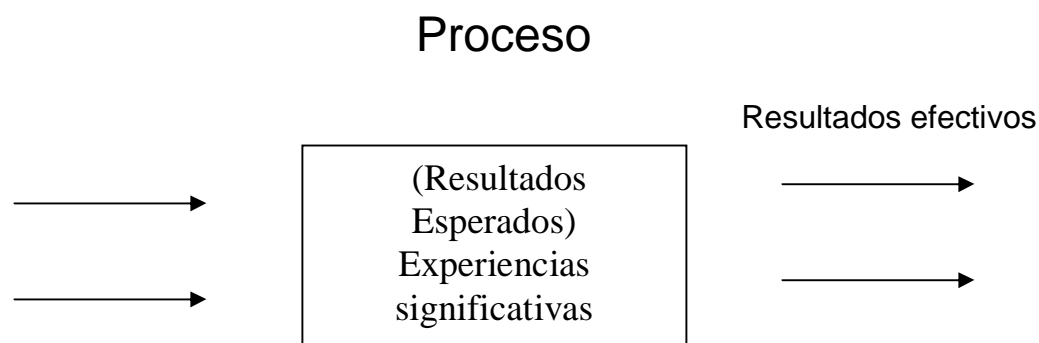 Proceso
Resultados efectivos
(Resultados
Esperados)
Experiencias
significativas